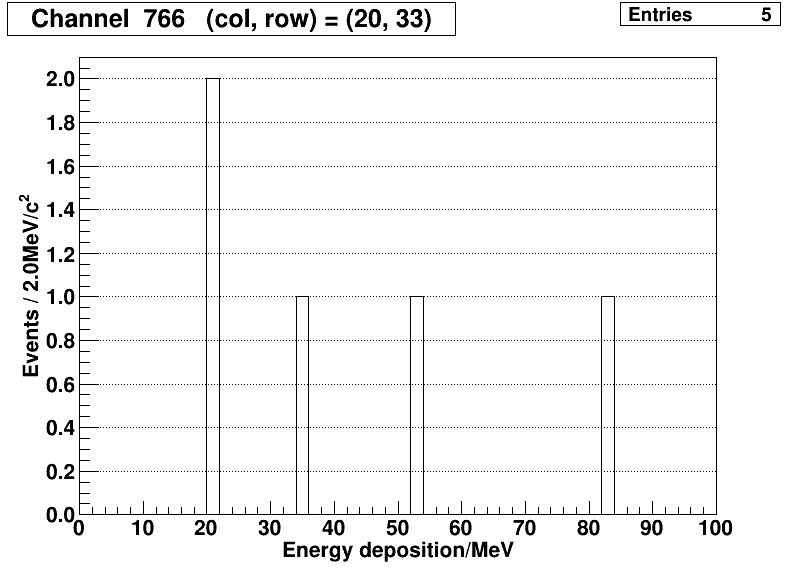 Channel 766 (col, row) = (20, 33)
Entries 5
Events / 2.0MeV/c²
2.0
1.8
1.6
1.4
1.2
1.0
0.8
0.6
0.4
0.2
0.0
0 10 20 30 40 50 60 70 80 90 100
Energy deposition/MeV